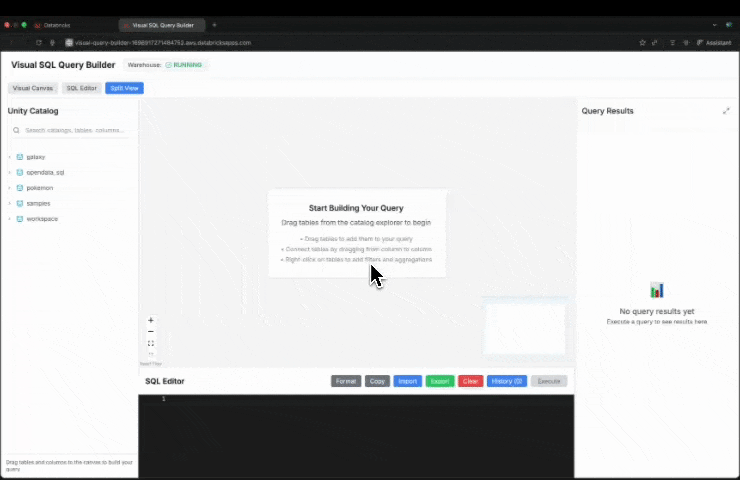 Databricks
Visual SQL Query Builder
visual-query-builder-1698917271484752.aws.databricksapps.com
Assistant
Visual SQL Query Builder
Warehouse: RUNNING
Visual Canvas
SQL Editor
Split View
Unity Catalog
Search catalogs, tables, columns...
galaxy
opendata_sql
pokemon
samples
workspace
Drag tables and columns to the canvas to build your
query
Start Building Your Query
Drag tables from the catalog explorer to begin
• Drag tables to add them to your query
• Connect tables by dragging from column to column
• Right-click on tables to add filters and aggregations
SQL Editor
Format
Copy
Import
Export
Clear
History (0)
Execute
1
Query Results
No query results yet
Execute a query to see results here